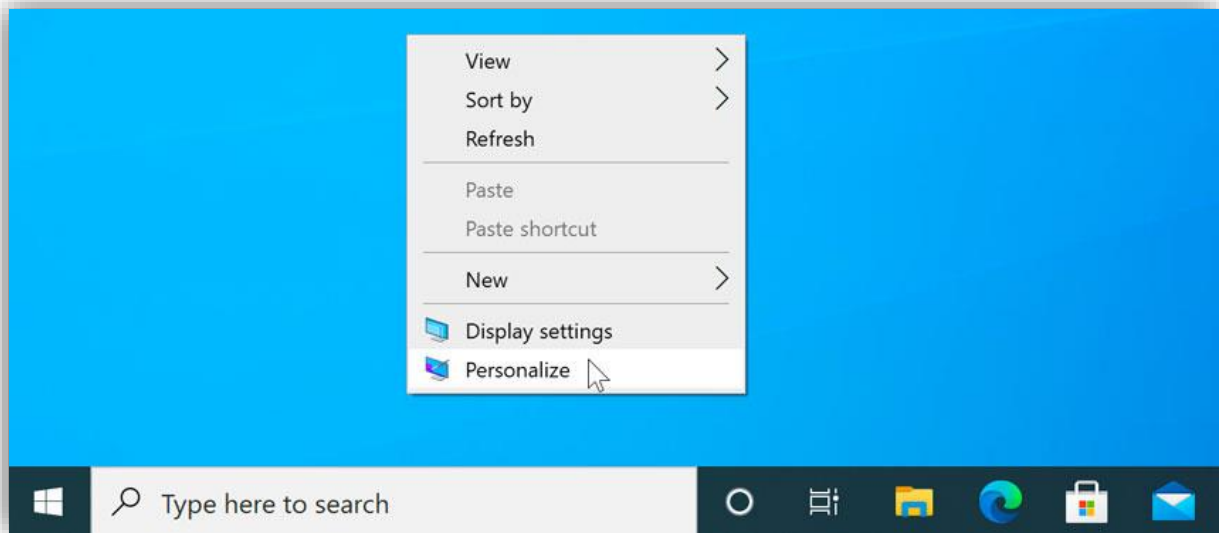 View
Sort by
Refresh
Paste
Paste shortcut
New
Display settings
Personalize
Type here to search